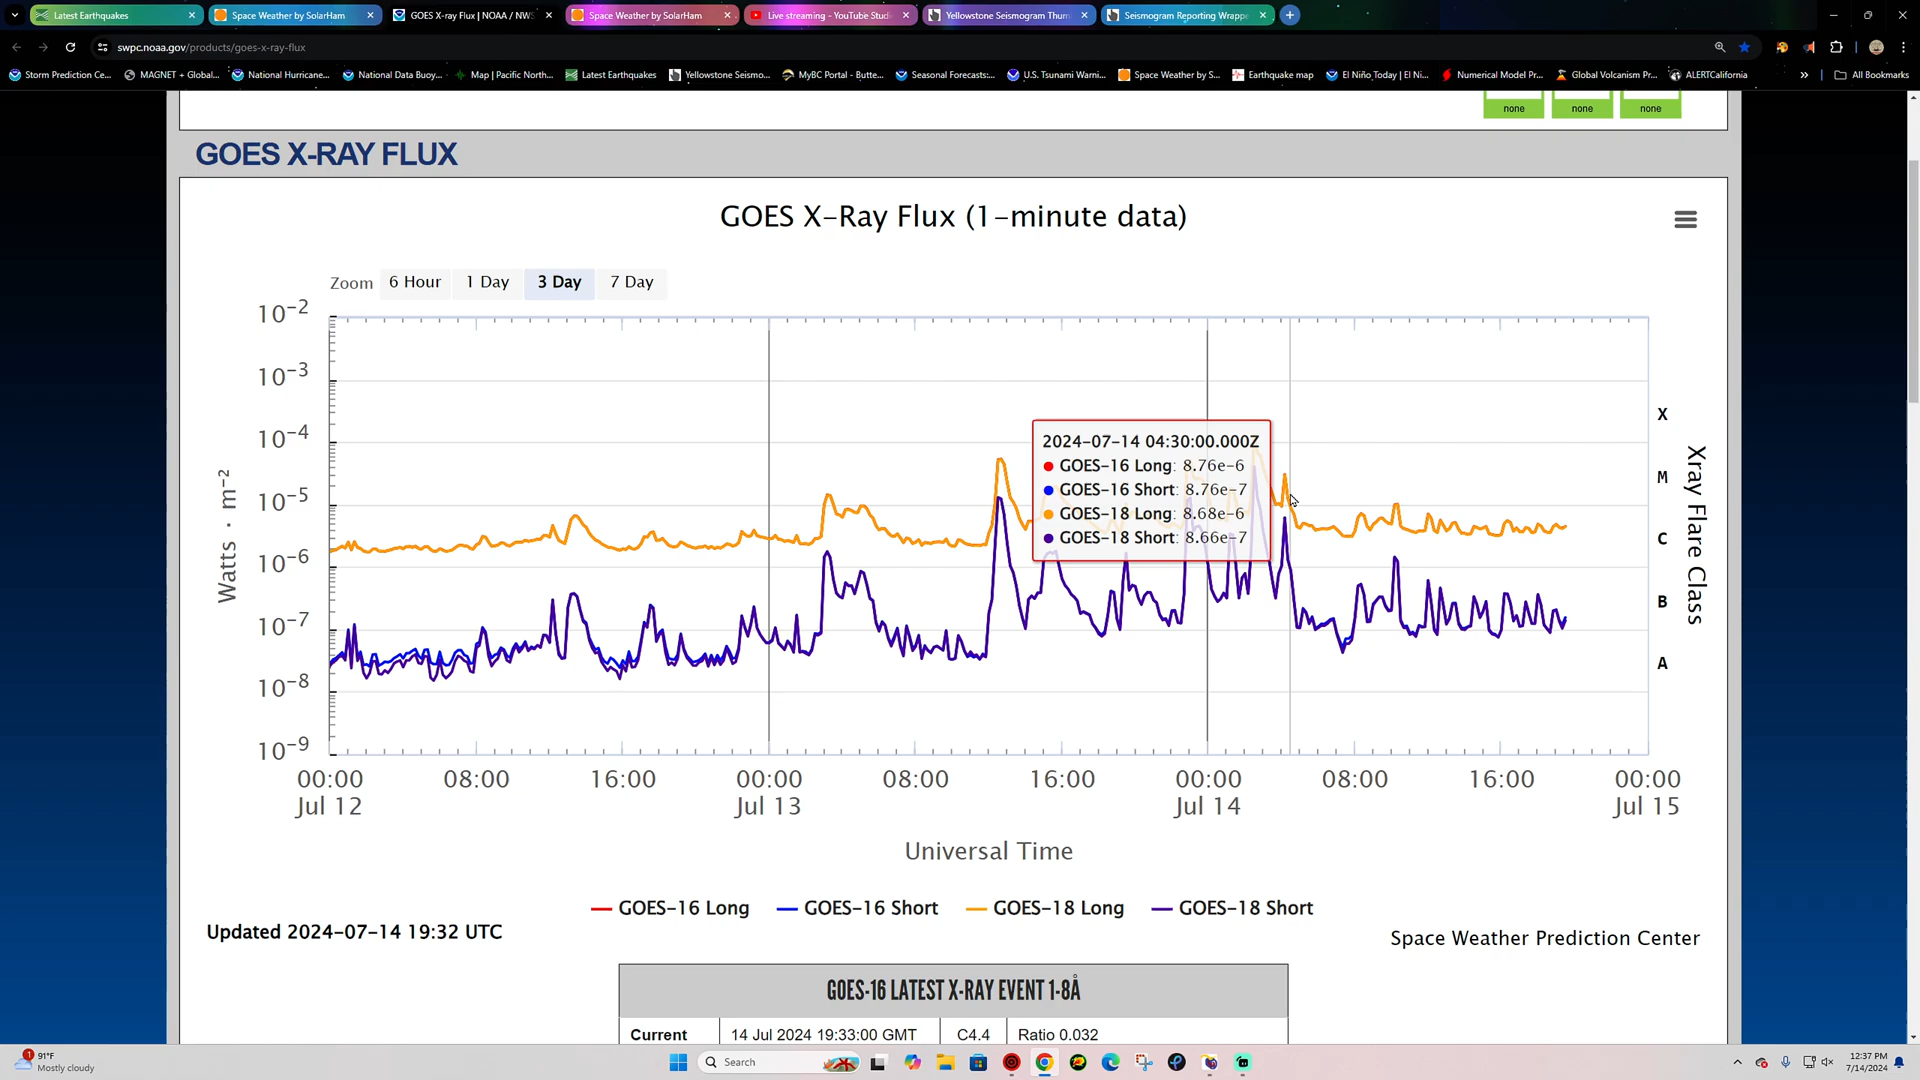 Latest Earthquakes
Space Weather by SolarHam
GOES X-ray Flux | NOAA / NWS
Space Weather by SolarHam
Live streaming - YouTube Studi
Yellowstone Seismogram Thum
Seismogram Reporting Wrappe
swpc.noaa.gov/products/goes-x-ray-flux
Storm Prediction Ce...
MAGNET + Global...
National Hurricane...
National Data Buoy...
Map | Pacific North...
Latest Earthquakes
Yellowstone Seismo...
MyBC Portal - Butte...
Seasonal Forecasts:...
U.S. Tsunami Warni...
Space Weather by S...
Earthquake map
El Niño Today | El Ni...
Numerical Model Pr...
Global Volcanism Pr...
ALERTCalifornia
All Bookmarks
none none none
GOES X-RAY FLUX
GOES X-Ray Flux (1-minute data)
Zoom 6 Hour 1 Day 3 Day 7 Day
10⁻²
10⁻³
10⁻⁴
10⁻⁵
10⁻⁶
10⁻⁷
10⁻⁸
10⁻⁹
Watts · m⁻²
X
M
C
B
A
Xray Flare Class
2024-07-14 04:30:00.000Z
GOES-16 Long: 8.76e-6
GOES-16 Short: 8.76e-7
GOES-18 Long: 8.68e-6
GOES-18 Short: 8.66e-7
00:00 08:00 16:00 00:00 08:00 16:00 00:00 08:00 16:00 00:00
Jul 12 Jul 13 Jul 14 Jul 15
Universal Time
GOES-16 Long GOES-16 Short GOES-18 Long GOES-18 Short
Updated 2024-07-14 19:32 UTC
Space Weather Prediction Center
GOES-16 LATEST X-RAY EVENT 1-8Å
Current 14 Jul 2024 19:33:00 GMT C4.4 Ratio 0.032
1
91°F
Mostly cloudy
Search
12:37 PM
7/14/2024